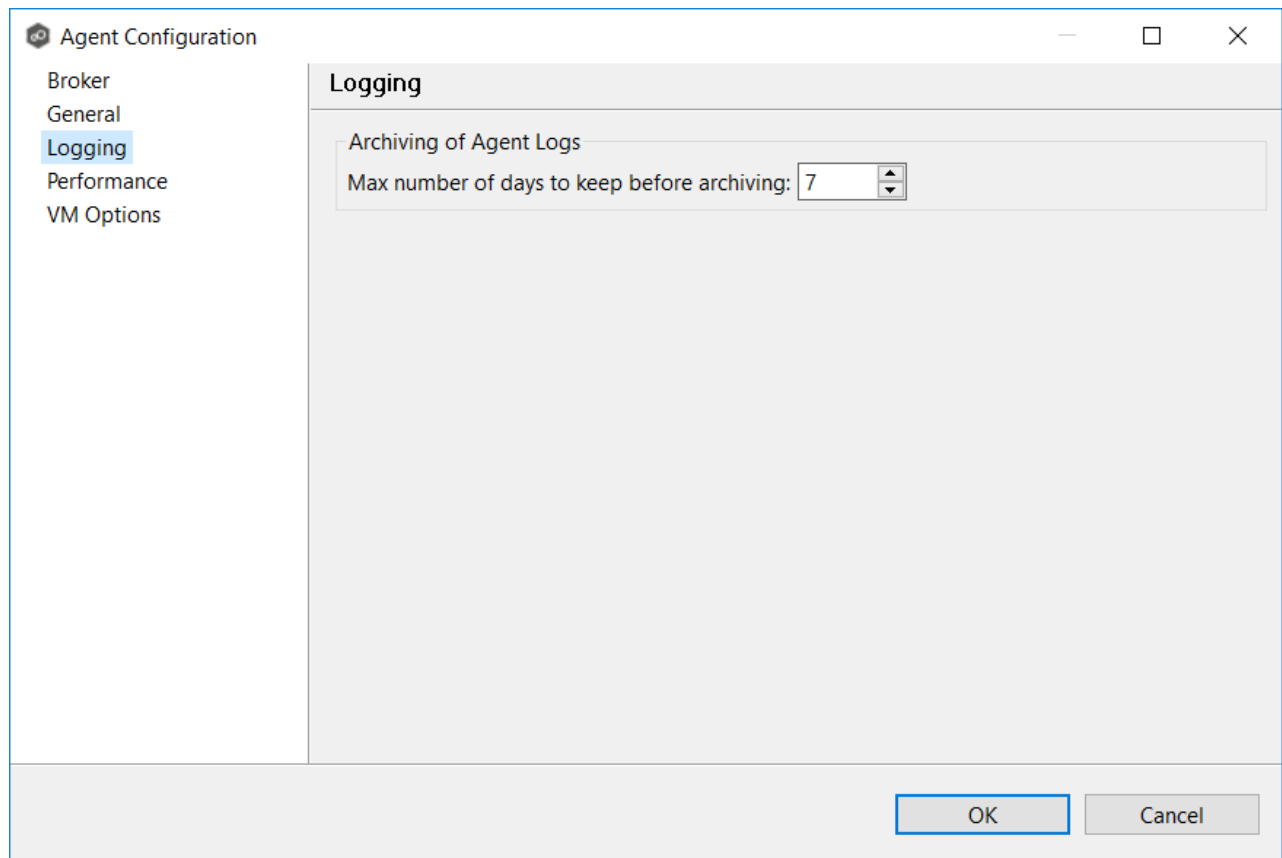 Agent Configuration
Broker
General
Logging
Performance
VM Options
Logging
Archiving of Agent Logs
Max number of days to keep before archiving: 7
OK
Cancel